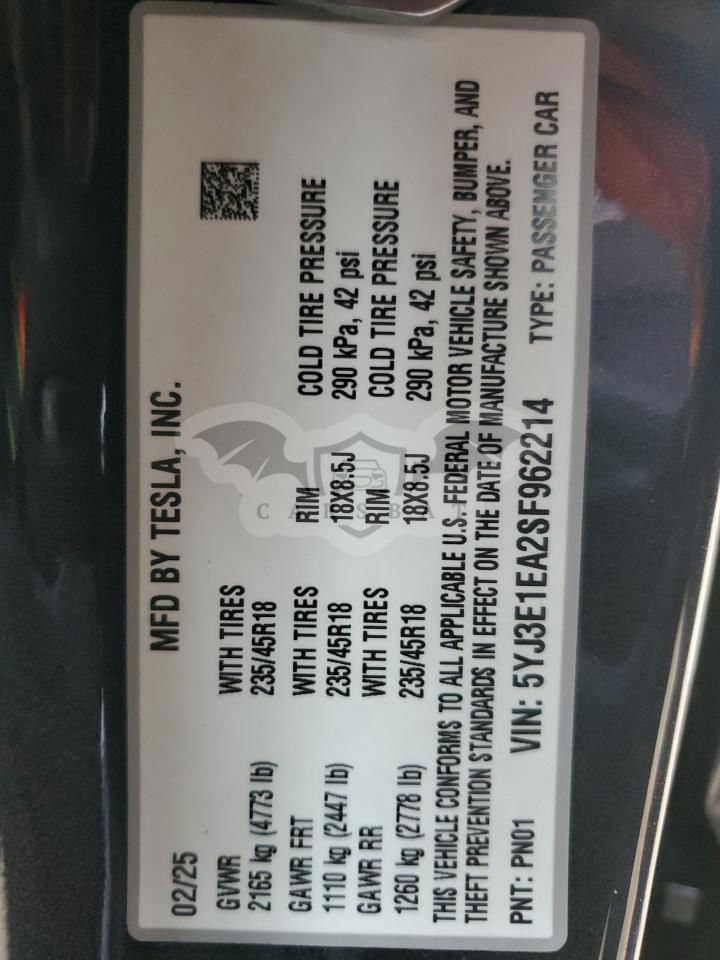 MFD BY TESLA, INC.
02/25
GVWR WITH TIRES
2165 kg (4773 lb) 235/45R18
GAWR FRT WITH TIRES RIM COLD TIRE PRESSURE
1110 kg (2447 lb) 235/45R18 18X8.5J 290 kPa, 42 psi
GAWR RR WITH TIRES RIM COLD TIRE PRESSURE
1260 kg (2778 lb) 235/45R18 18X8.5J 290 kPa, 42 psi
THIS VEHICLE CONFORMS TO ALL APPLICABLE U.S. FEDERAL MOTOR VEHICLE SAFETY, BUMPER, AND
THEFT PREVENTION STANDARDS IN EFFECT ON THE DATE OF MANUFACTURE SHOWN ABOVE.
PNT: PN01 VIN: 5YJ3E1EA2SF962214 TYPE: PASSENGER CAR